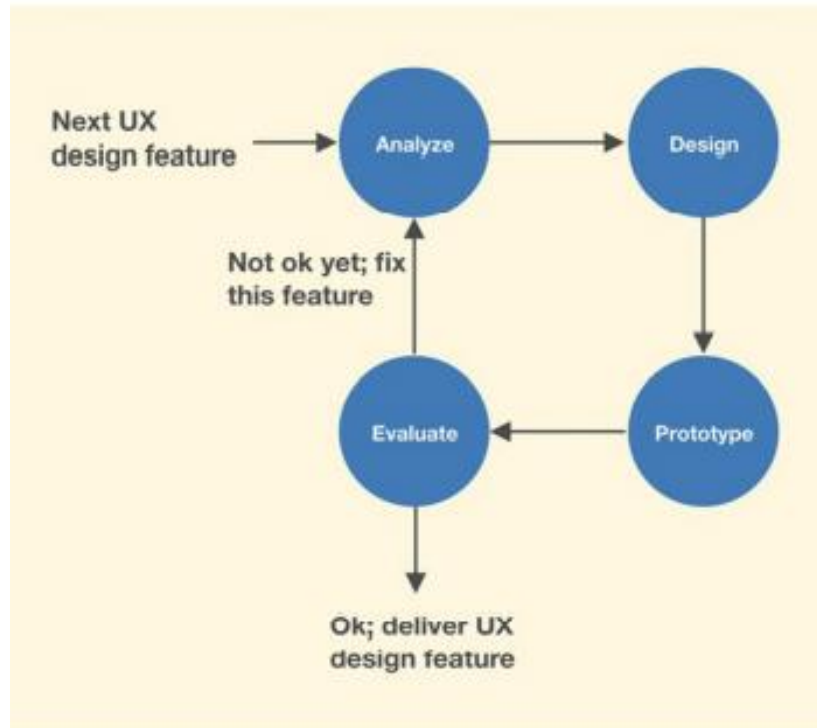 Next UX
design feature
Analyze
Design
Not ok yet; fix
this feature
Evaluate
Prototype
Ok; deliver UX
design feature